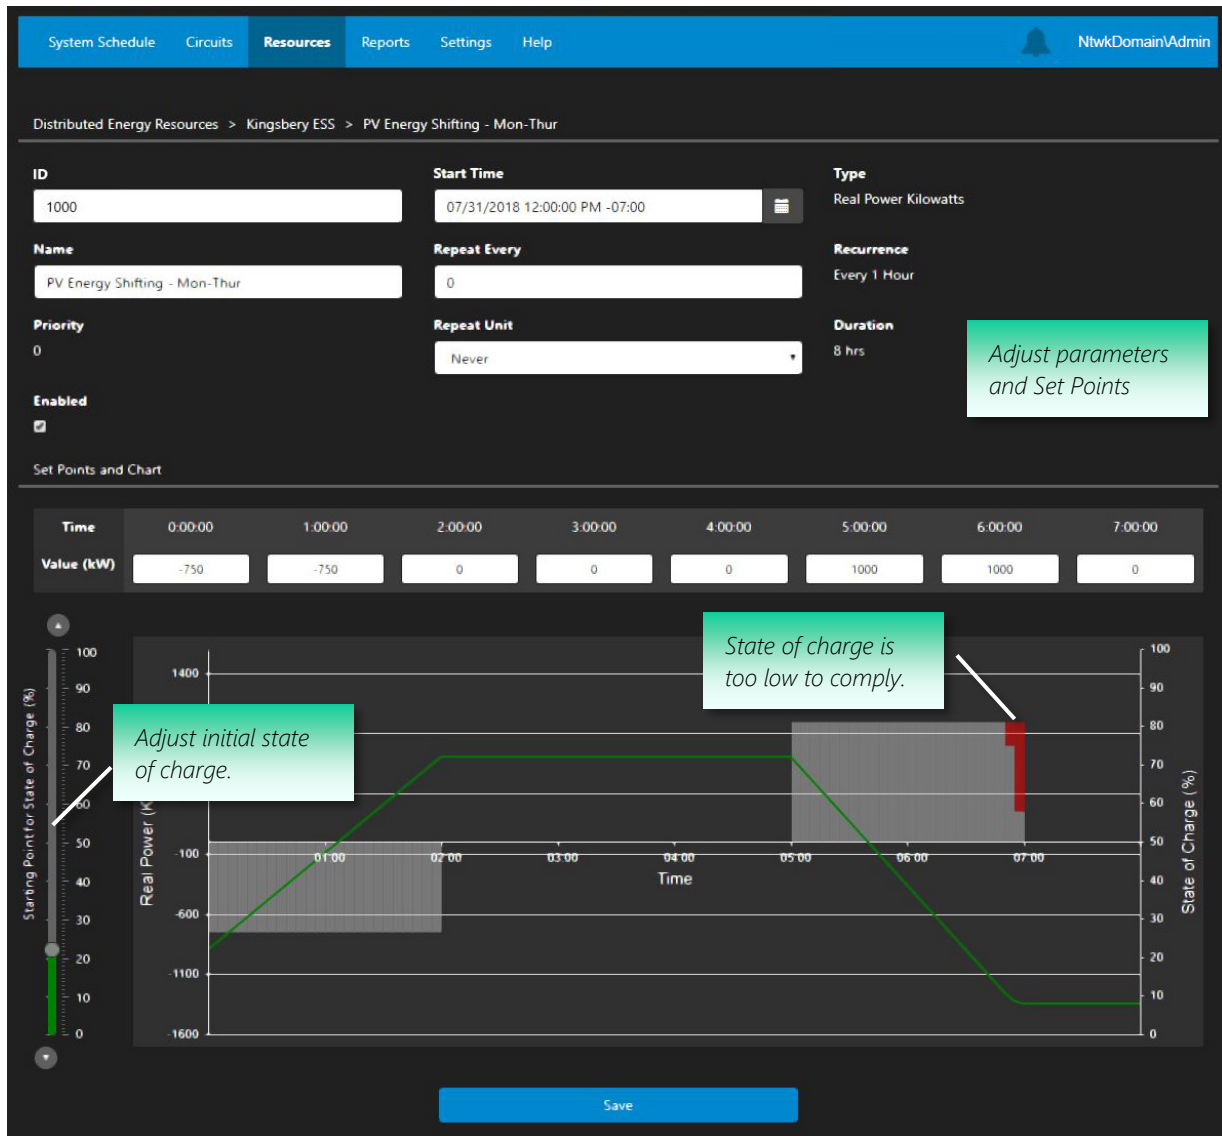 System Schedule Circuits Resources Reports Settings Help NtwkDomain\Admin
Distributed Energy Resources > Kingsbery ESS > PV Energy Shifting - Mon-Thur
ID Start Time Type
1000 07/31/2018 12:00:00 PM -07:00 Real Power Kilowatts
Name Repeat Every Recurrence
PV Energy Shifting - Mon-Thur 0 Every 1 Hour
Priority Repeat Unit Duration
0 Never 8 hrs
Adjust parameters
and Set Points
Enabled
Set Points and Chart
Time 0:00:00 1:00:00 2:00:00 3:00:00 4:00:00 5:00:00 6:00:00 7:00:00
Value (kW) -750 -750 0 0 0 1000 1000 0
State of charge is
too low to comply.
Adjust initial state
of charge.
Starting Point for State of Charge (%)
100
90
80
70
60
50
40
30
20
10
0
Real Power (K
1400
-100
-600
-1100
-1600
01:00 02:00 03:00 04:00 05:00 06:00 07:00
Time
100
90
80
70
60
50
40
30
20
10
0
State of Charge (%)
Save